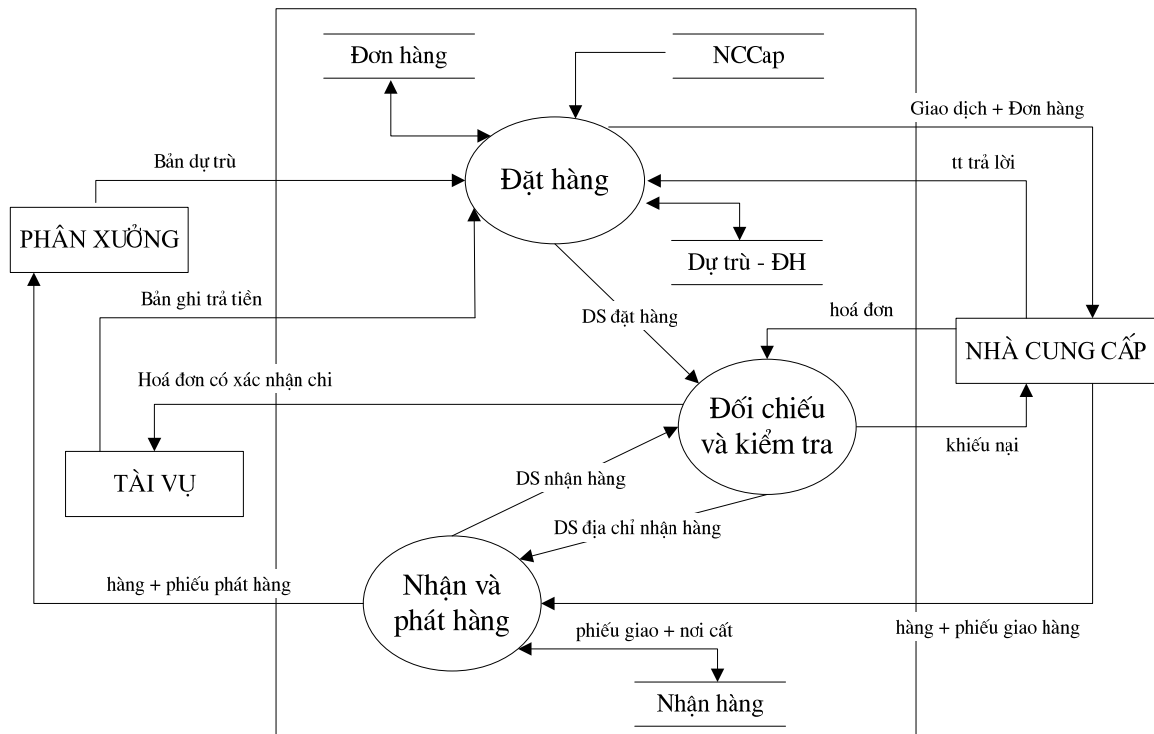 Đơn hàng
NCCap
Giao dịch + Đơn hàng
Bản dự trù
Đặt hàng
tt trả lời
PHÂN XƯỞNG
Dự trù - ĐH
Bản ghi trả tiền
DS đặt hàng
hoá đơn
NHÀ CUNG CẤP
Hoá đơn có xác nhận chi
Đối chiếu
và kiểm tra
khiếu nại
TÀI VỤ
DS nhận hàng
DS địa chỉ nhận hàng
hàng + phiếu phát hàng
Nhận và
phát hàng
phiếu giao + nơi cất
hàng + phiếu giao hàng
Nhận hàng